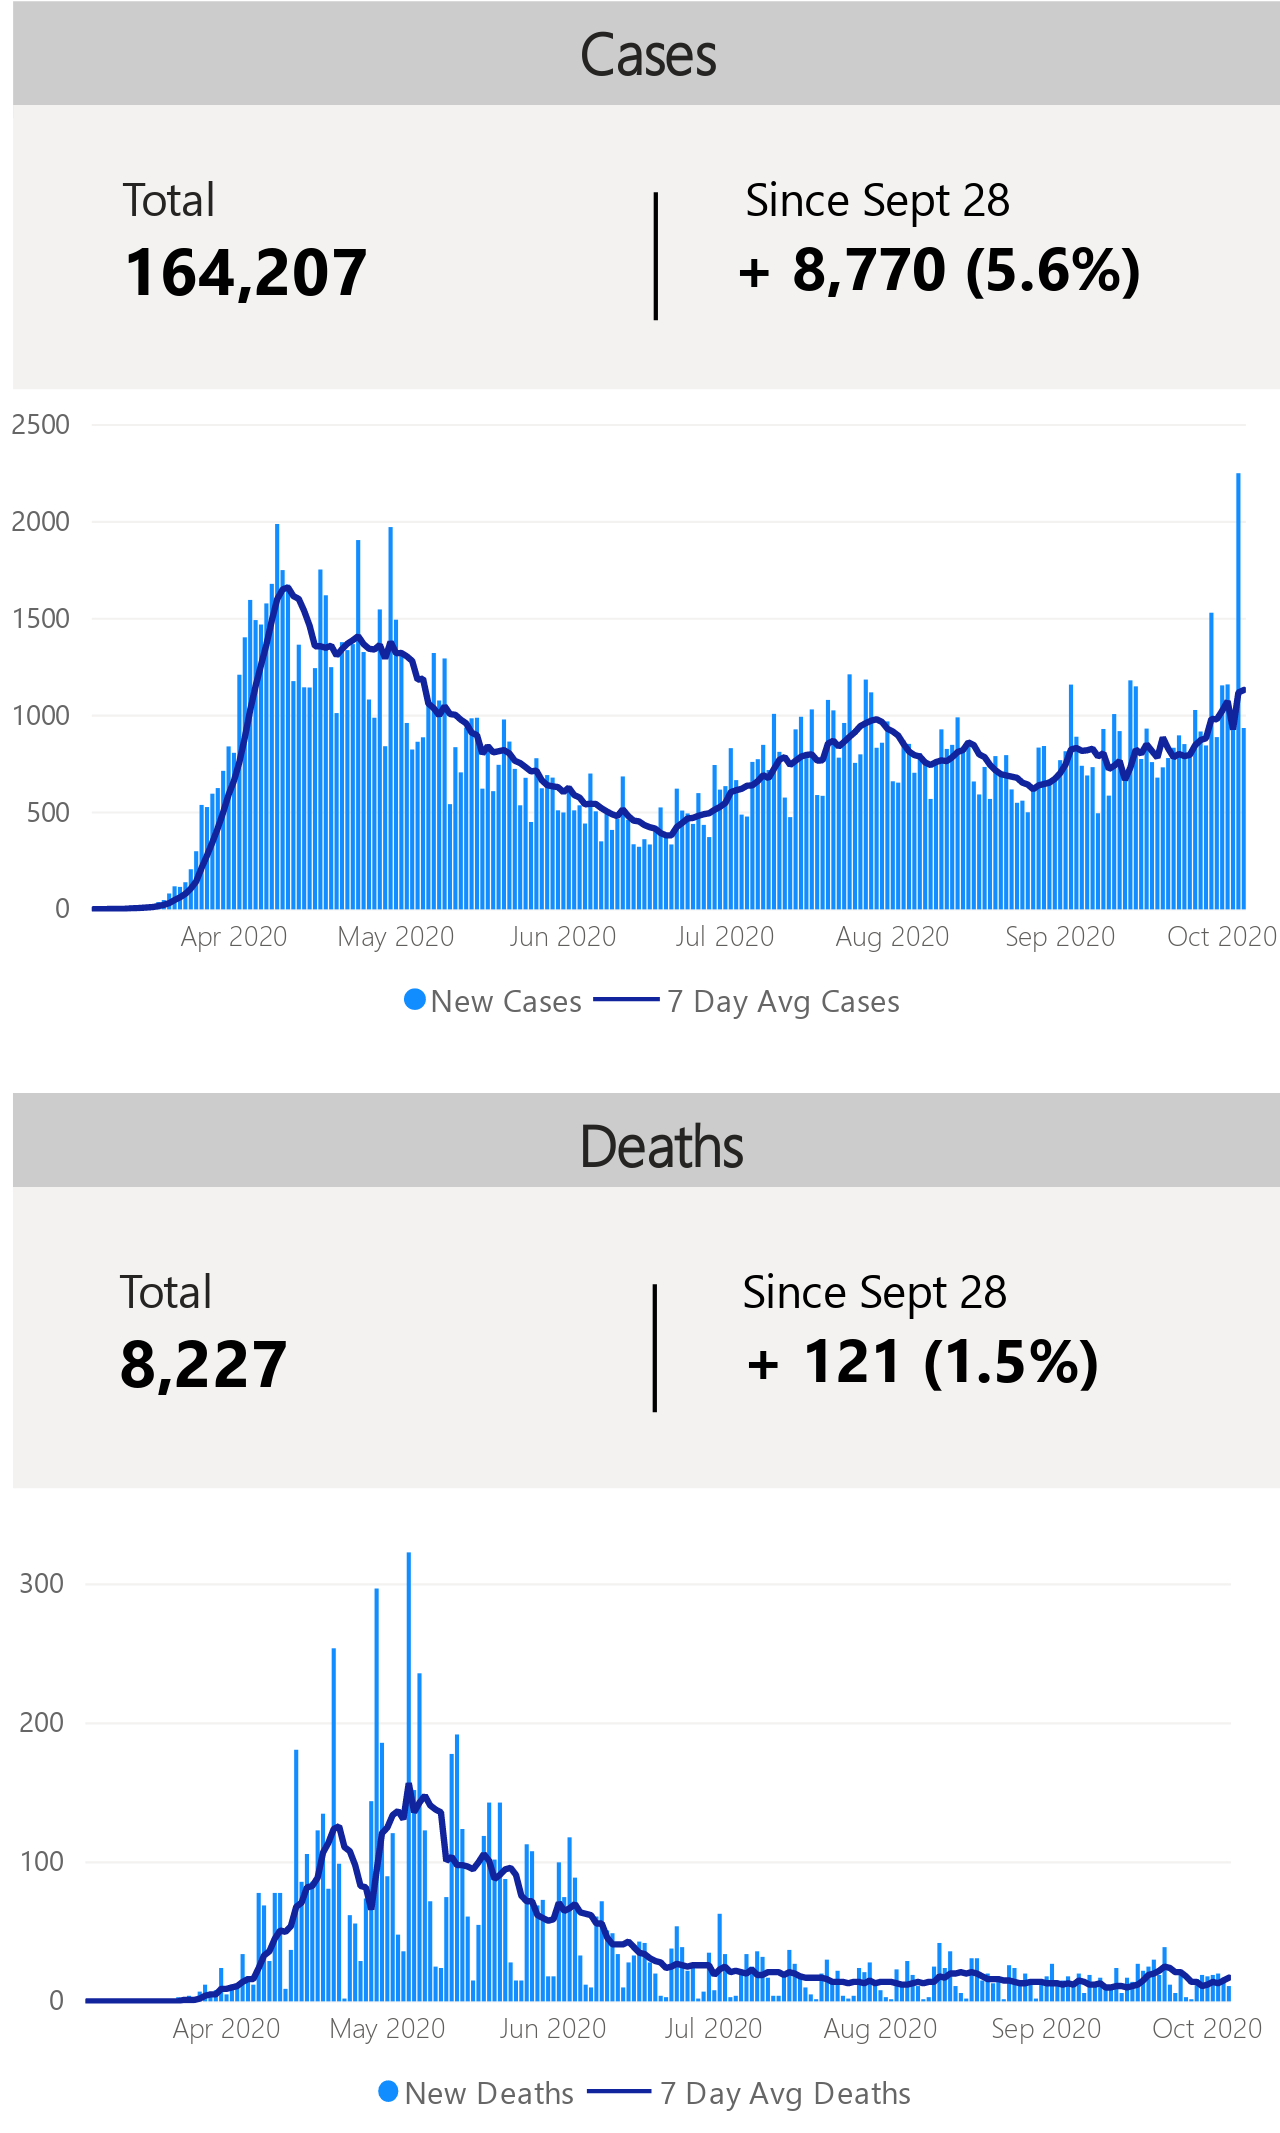 Cases
Total
Since Sept 28
164,207
+ 8,770 (5.6%)
2500
2000
1500
1000
500
0
Apr 2020 May 2020 Jun 2020 Jul 2020 Aug 2020 Sep 2020 Oct 2020
New Cases 7 Day Avg Cases
Deaths
Total
Since Sept 28
8,227
+ 121 (1.5%)
300
200
100
0
Apr 2020 May 2020 Jun 2020 Jul 2020 Aug 2020 Sep 2020 Oct 2020
New Deaths 7 Day Avg Deaths